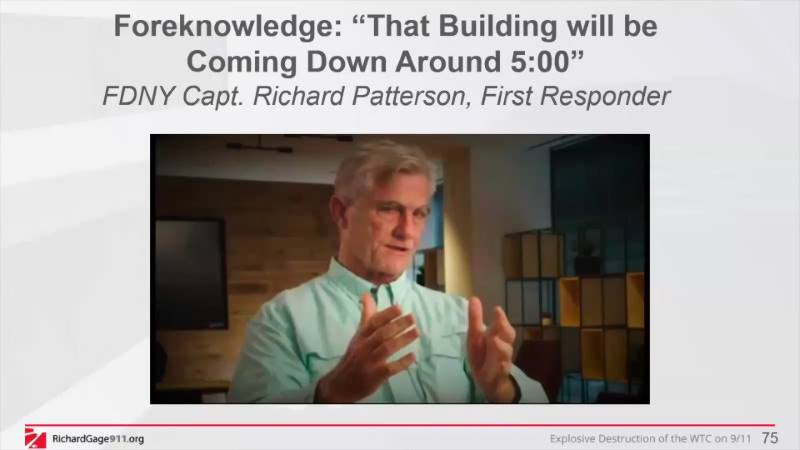 Foreknowledge: “That Building will be
Coming Down Around 5:00”
FDNY Capt. Richard Patterson, First Responder
RichardGage911.org
Explosive Destruction of the WTC on 9/11 75